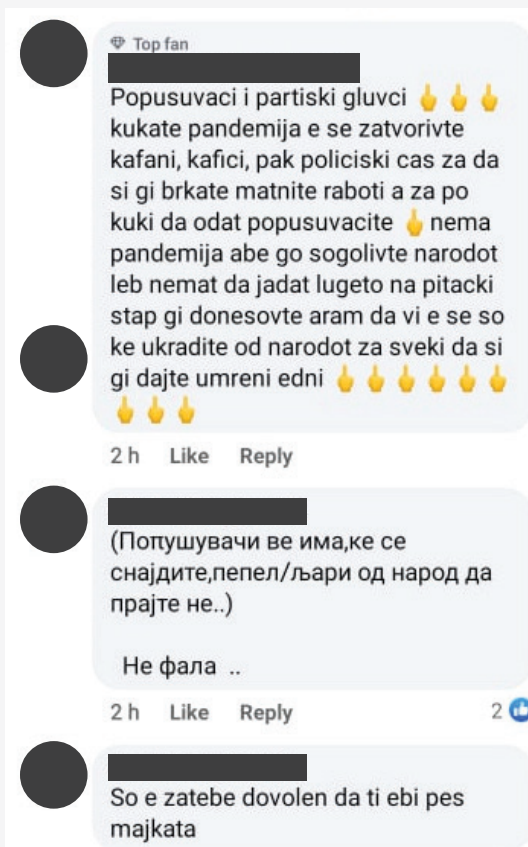 Top fan
Popusuvaci i partiski gluvci 🖕🖕🖕
kukate pandemija e se zatvorivte
kafani, kafici, pak policiski cas za da
si gi brkate matnite raboti a za po
kuki da odat popusuvacite 🖕 nema
pandemija abe go sogolivte narodot
leb nemat da jadat lugeto na pitacki
stap gi donesovte aram da vi e se so
ke ukradite od narodot za sveki da si
gi dajte umreni edni 🖕🖕🖕🖕🖕🖕
🖕🖕🖕
2 h Like Reply
(Попушувачи ве има,ке се
снајдите,пепел/љари од народ да
прајте не..)
Не фала ..
2 h Like Reply 2
So e zatebe dovolen da ti ebi pes
majkata